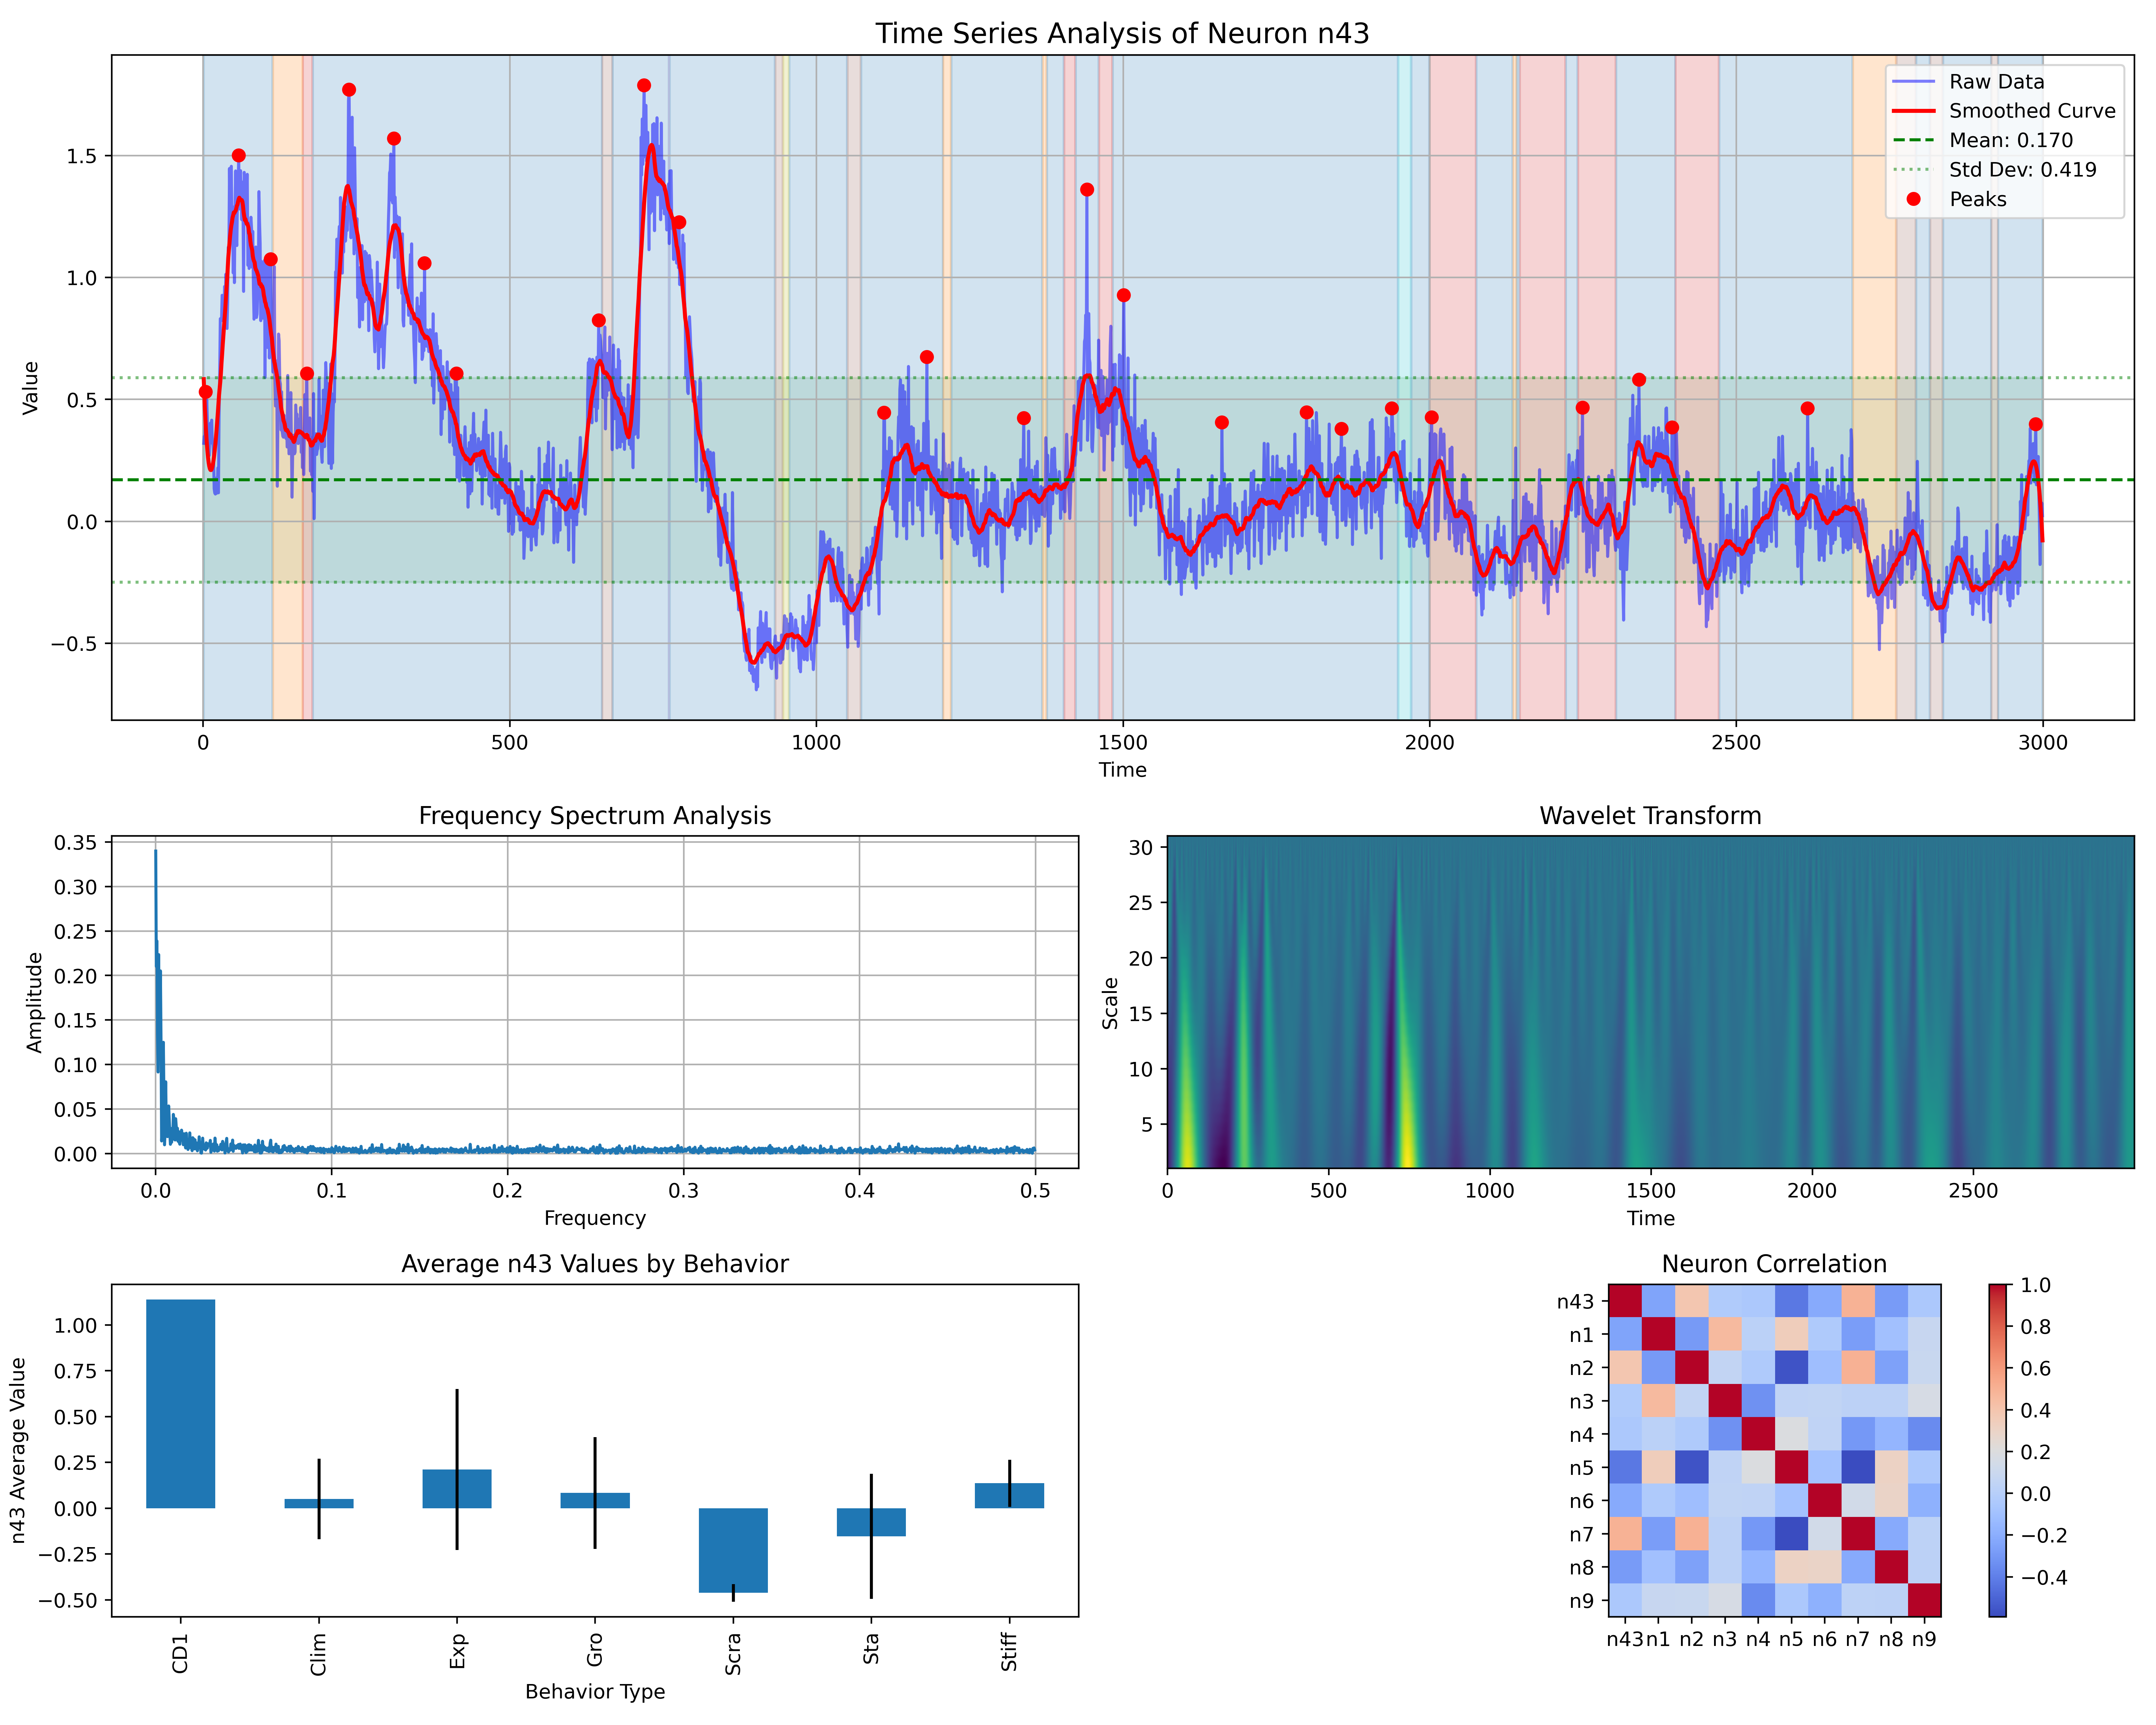 Time Series Analysis of Neuron n43
Value
1.5
1.0
0.5
0.0
−0.5
Raw Data
Smoothed Curve
Mean: 0.170
Std Dev: 0.419
Peaks
0 500 1000 1500 2000 2500 3000
Time
Frequency Spectrum Analysis
Amplitude
0.35
0.30
0.25
0.20
0.15
0.10
0.05
0.00
0.0 0.1 0.2 0.3 0.4 0.5
Frequency
Wavelet Transform
Scale
30
25
20
15
10
5
0 500 1000 1500 2000 2500
Time
Average n43 Values by Behavior
n43 Average Value
1.00
0.75
0.50
0.25
0.00
−0.25
−0.50
CD1 Clim Exp Gro Scra Sta Stiff
Behavior Type
Neuron Correlation
n43
n1
n2
n3
n4
n5
n6
n7
n8
n9
n43 n1 n2 n3 n4 n5 n6 n7 n8 n9
1.0
0.8
0.6
0.4
0.2
0.0
−0.2
−0.4